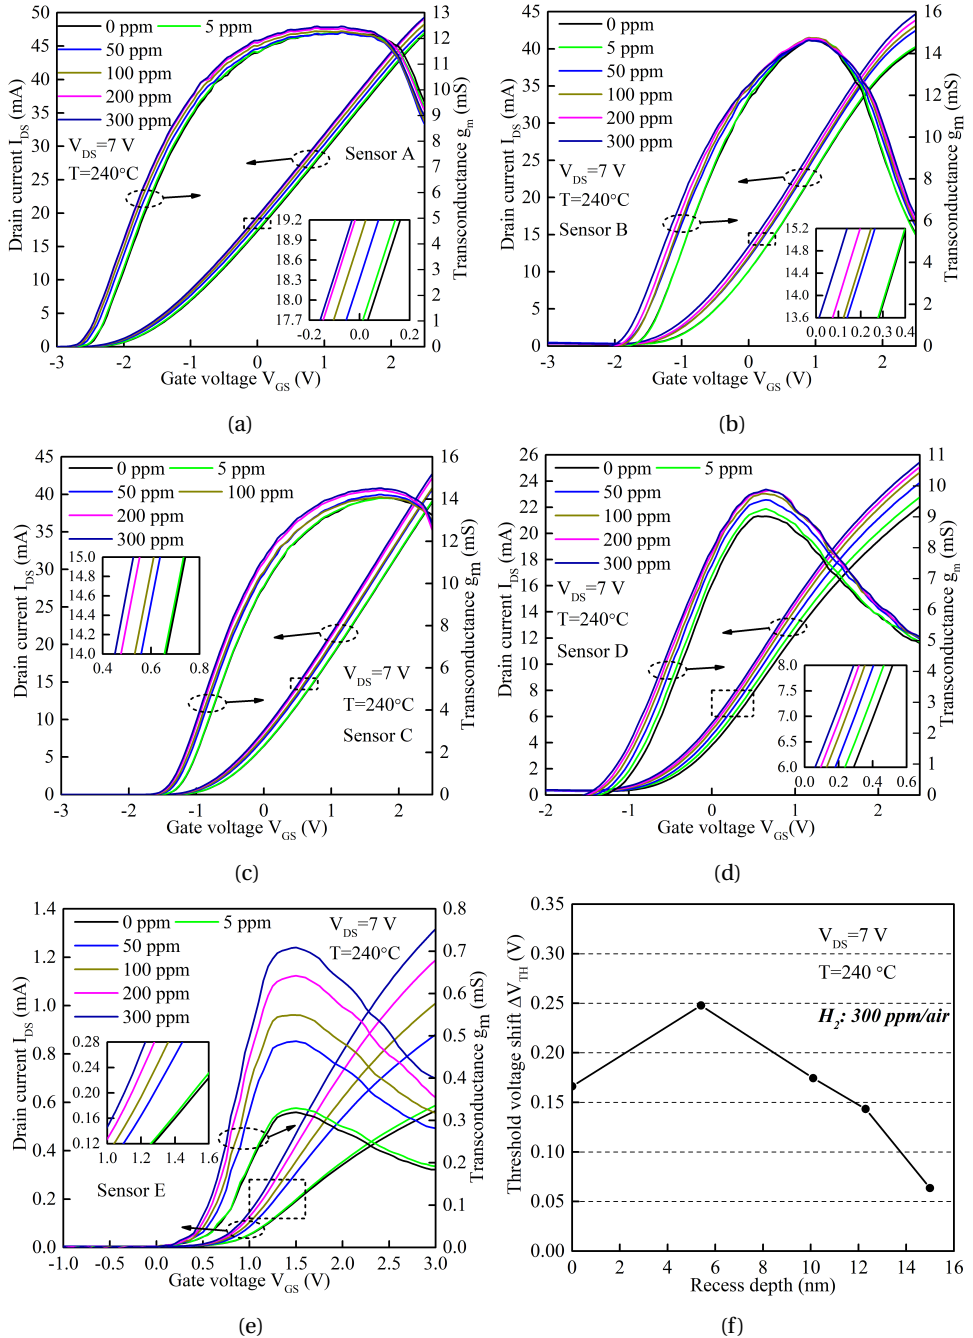 0 ppm 5 ppm
50 ppm
100 ppm
200 ppm
300 ppm
V_DS=7 V
T=240°C
Sensor A
Drain current I_DS (mA)
50
45
40
35
30
25
20
15
10
5
0
Transconductance g_m (mS)
13
12
11
10
9
8
7
6
5
4
3
2
1
0
19.2
18.9
18.6
18.3
18.0
17.7
-0.2 0.0 0.2
-3 -2 -1 0 1 2
Gate voltage V_GS (V)
(a)
0 ppm
5 ppm
50 ppm
100 ppm
200 ppm
300 ppm
V_DS=7 V
T=240°C
Sensor B
Drain current I_DS (mA)
45
40
35
30
25
20
15
10
5
0
Transconductance g_m (mS)
16
14
12
10
8
6
4
2
0
15.2
14.8
14.4
14.0
13.6
0.0 0.1 0.2 0.3 0.4
-3 -2 -1 0 1 2
Gate voltage V_GS (V)
(b)
0 ppm 5 ppm
50 ppm 100 ppm
200 ppm
300 ppm
V_DS=7 V
T=240°C
Sensor C
Drain current I_DS (mA)
45
40
35
30
25
20
15
10
5
0
Transconductance g_m (mS)
16
14
12
10
8
6
4
2
0
15.0
14.8
14.6
14.4
14.2
14.0
0.4 0.6 0.8
-3 -2 -1 0 1 2
Gate voltage V_GS (V)
(c)
0 ppm 5 ppm
50 ppm
100 ppm
200 ppm
300 ppm
V_DS=7 V
T=240°C
Sensor D
Drain current I_DS (mA)
26
24
22
20
18
16
14
12
10
8
6
4
2
0
Transconductance g_m (mS)
11
10
9
8
7
6
5
4
3
2
1
0
8.0
7.5
7.0
6.5
6.0
0.0 0.2 0.4 0.6
-2 -1 0 1 2
Gate voltage V_GS(V)
(d)
0 ppm 5 ppm
50 ppm
100 ppm
200 ppm
300 ppm
V_DS=7 V
T=240°C
Sensor E
Drain current I_DS (mA)
1.4
1.2
1.0
0.8
0.6
0.4
0.2
0.0
Transconductance g_m (mS)
0.8
0.7
0.6
0.5
0.4
0.3
0.2
0.1
0.0
0.28
0.24
0.20
0.16
0.12
1.0 1.2 1.4 1.6
-1.0 -0.5 0.0 0.5 1.0 1.5 2.0 2.5 3.0
Gate voltage V_GS (V)
(e)
V_DS=7 V
T=240 °C
H_2: 300 ppm/air
Threshold voltage shift ΔV_TH (V)
0.35
0.30
0.25
0.20
0.15
0.10
0.05
0.00
0 2 4 6 8 10 12 14 16
Recess depth (nm)
(f)